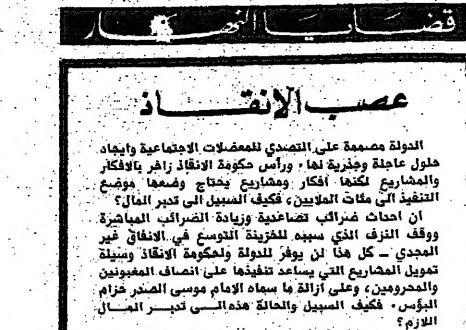 قضايا النهار
عصب الانقاذ
الدولة مصممة على التصدي للمعضلات الاجتماعية وايجاد
حلول عاجلة وجذرية لها. ورأس حكومة الانقاذ زاخر بالافكار
والمشاريع لكنها افكار ومشاريع يحتاج وضعها موضع
التنفيذ الى مئات الملايين، فكيف السبيل الى تدبر المال؟
ان احداث ضرائب تصاعدية وزيادة الضرائب المباشرة
ووقف النزف الذي سببه للخزينة التوسع في الانفاق غير
المجدي – كل هذا لن يوفر للدولة ولحكومة الانقاذ وسيلة
تمويل المشاريع التي يساعد تنفيذها على انصاف المغبونين
والمحرومين، وعلى ازالة ما سماه الامام موسى الصدر حزام
البؤس. فكيف السبيل والحالة هذه الى تدبر المال
اللازم؟